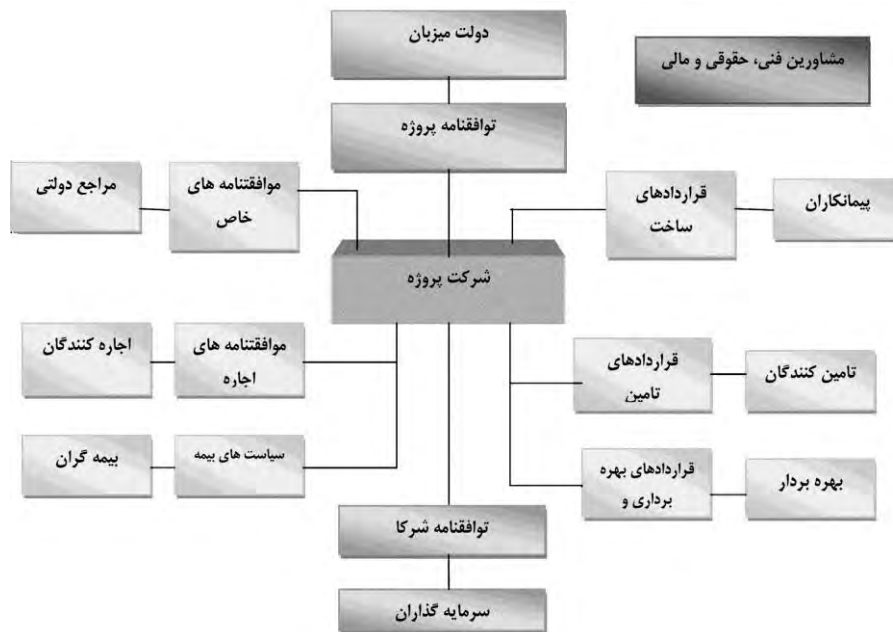 دولت میزبان
مشاورین فنی، حقوقی و مالی
توافقنامه پروژه
پیمانکاران
قراردادهای
ساخت
موافقتنامه های
خاص
مراجع دولتی
شرکت پروژه
تامین کنندگان
قراردادهای
تامین
موافقتنامه های
اجاره
اجاره کنندگان
بهره بردار
قراردادهای بهره
برداری و
سیاست های بیمه
بیمه گران
توافقنامه شرکا
سرمایه گذاران